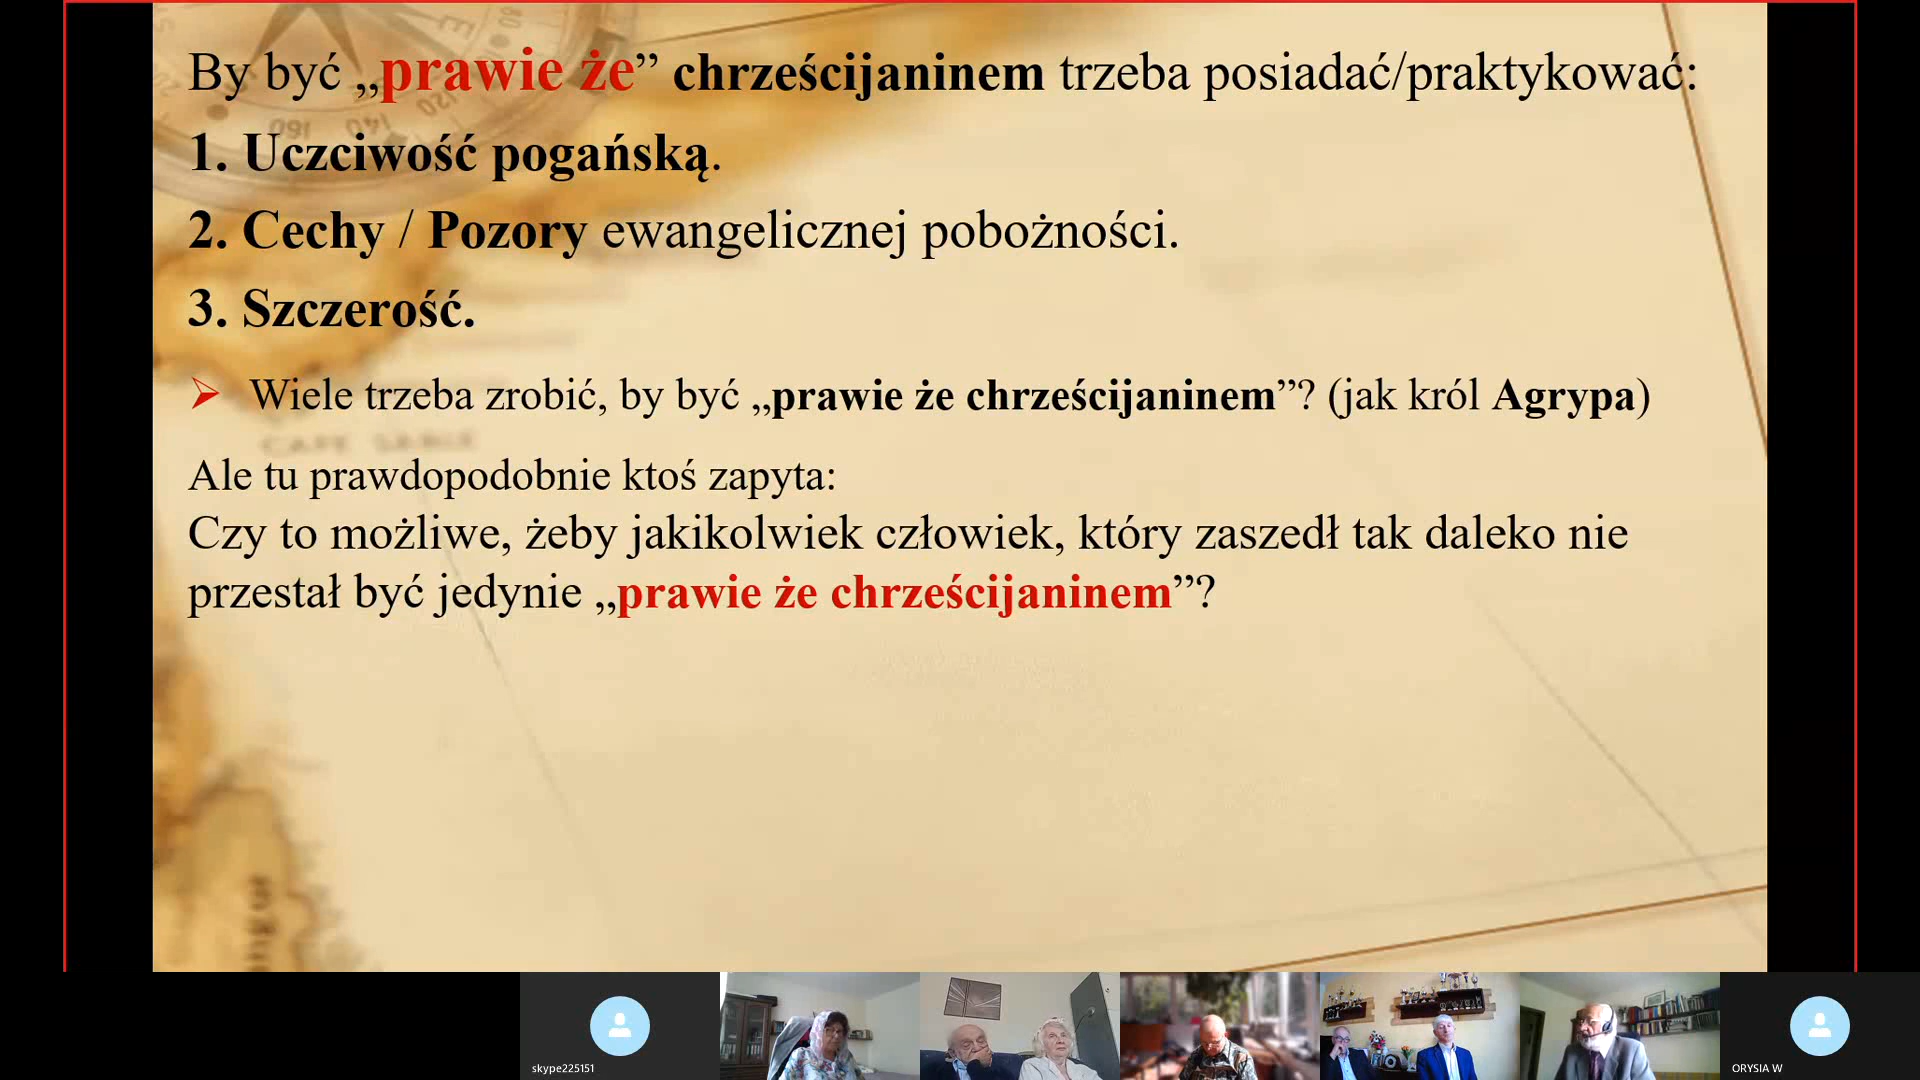 By być „prawie że” chrześcijaninem trzeba posiadać/praktykować:
1. Uczciwość pogańską.
2. Cechy / Pozory ewangelicznej pobożności.
3. Szczerość.
Wiele trzeba zrobić, by być „prawie że chrześcijaninem”? (jak król Agrypa)
Ale tu prawdopodobnie ktoś zapyta:
Czy to możliwe, żeby jakikolwiek człowiek, który zaszedł tak daleko nie
przestał być jedynie „prawie że chrześcijaninem”?
skype225151
ORYSIA W